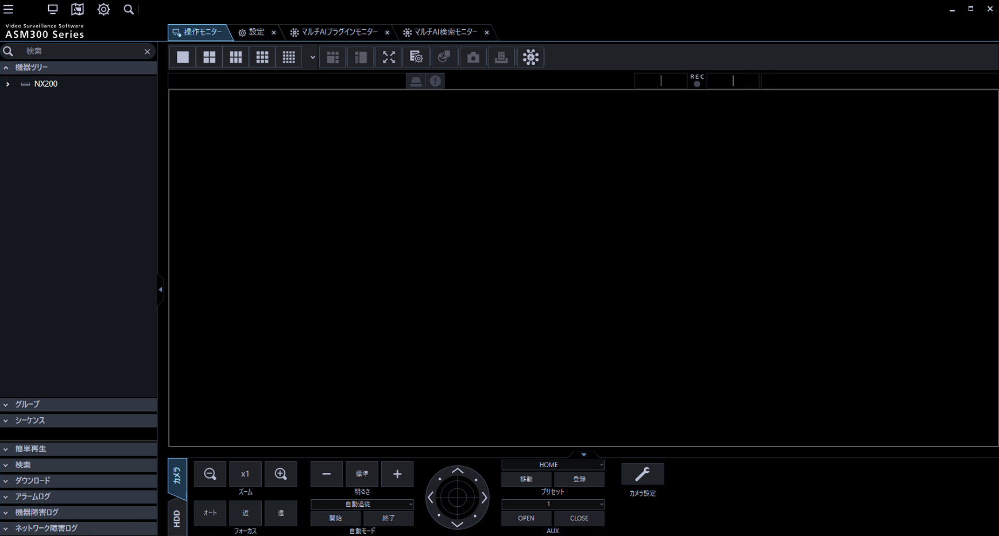 Video Surveillance Software
ASM300 Series
操作モニター
設定
マルチAIプラグインモニター
マルチAI検索モニター
検索
機器ツリー
NX200
REC
グループ
シーケンス
簡単再生
検索
ダウンロード
アラームログ
機器障害ログ
ネットワーク障害ログ
カメラ
HDD
x1
ズーム
オート
近
遠
フォーカス
標準
明るさ
自動追従
開始
終了
自動モード
HOME
移動
登録
プリセット
1
OPEN
CLOSE
AUX
カメラ設定